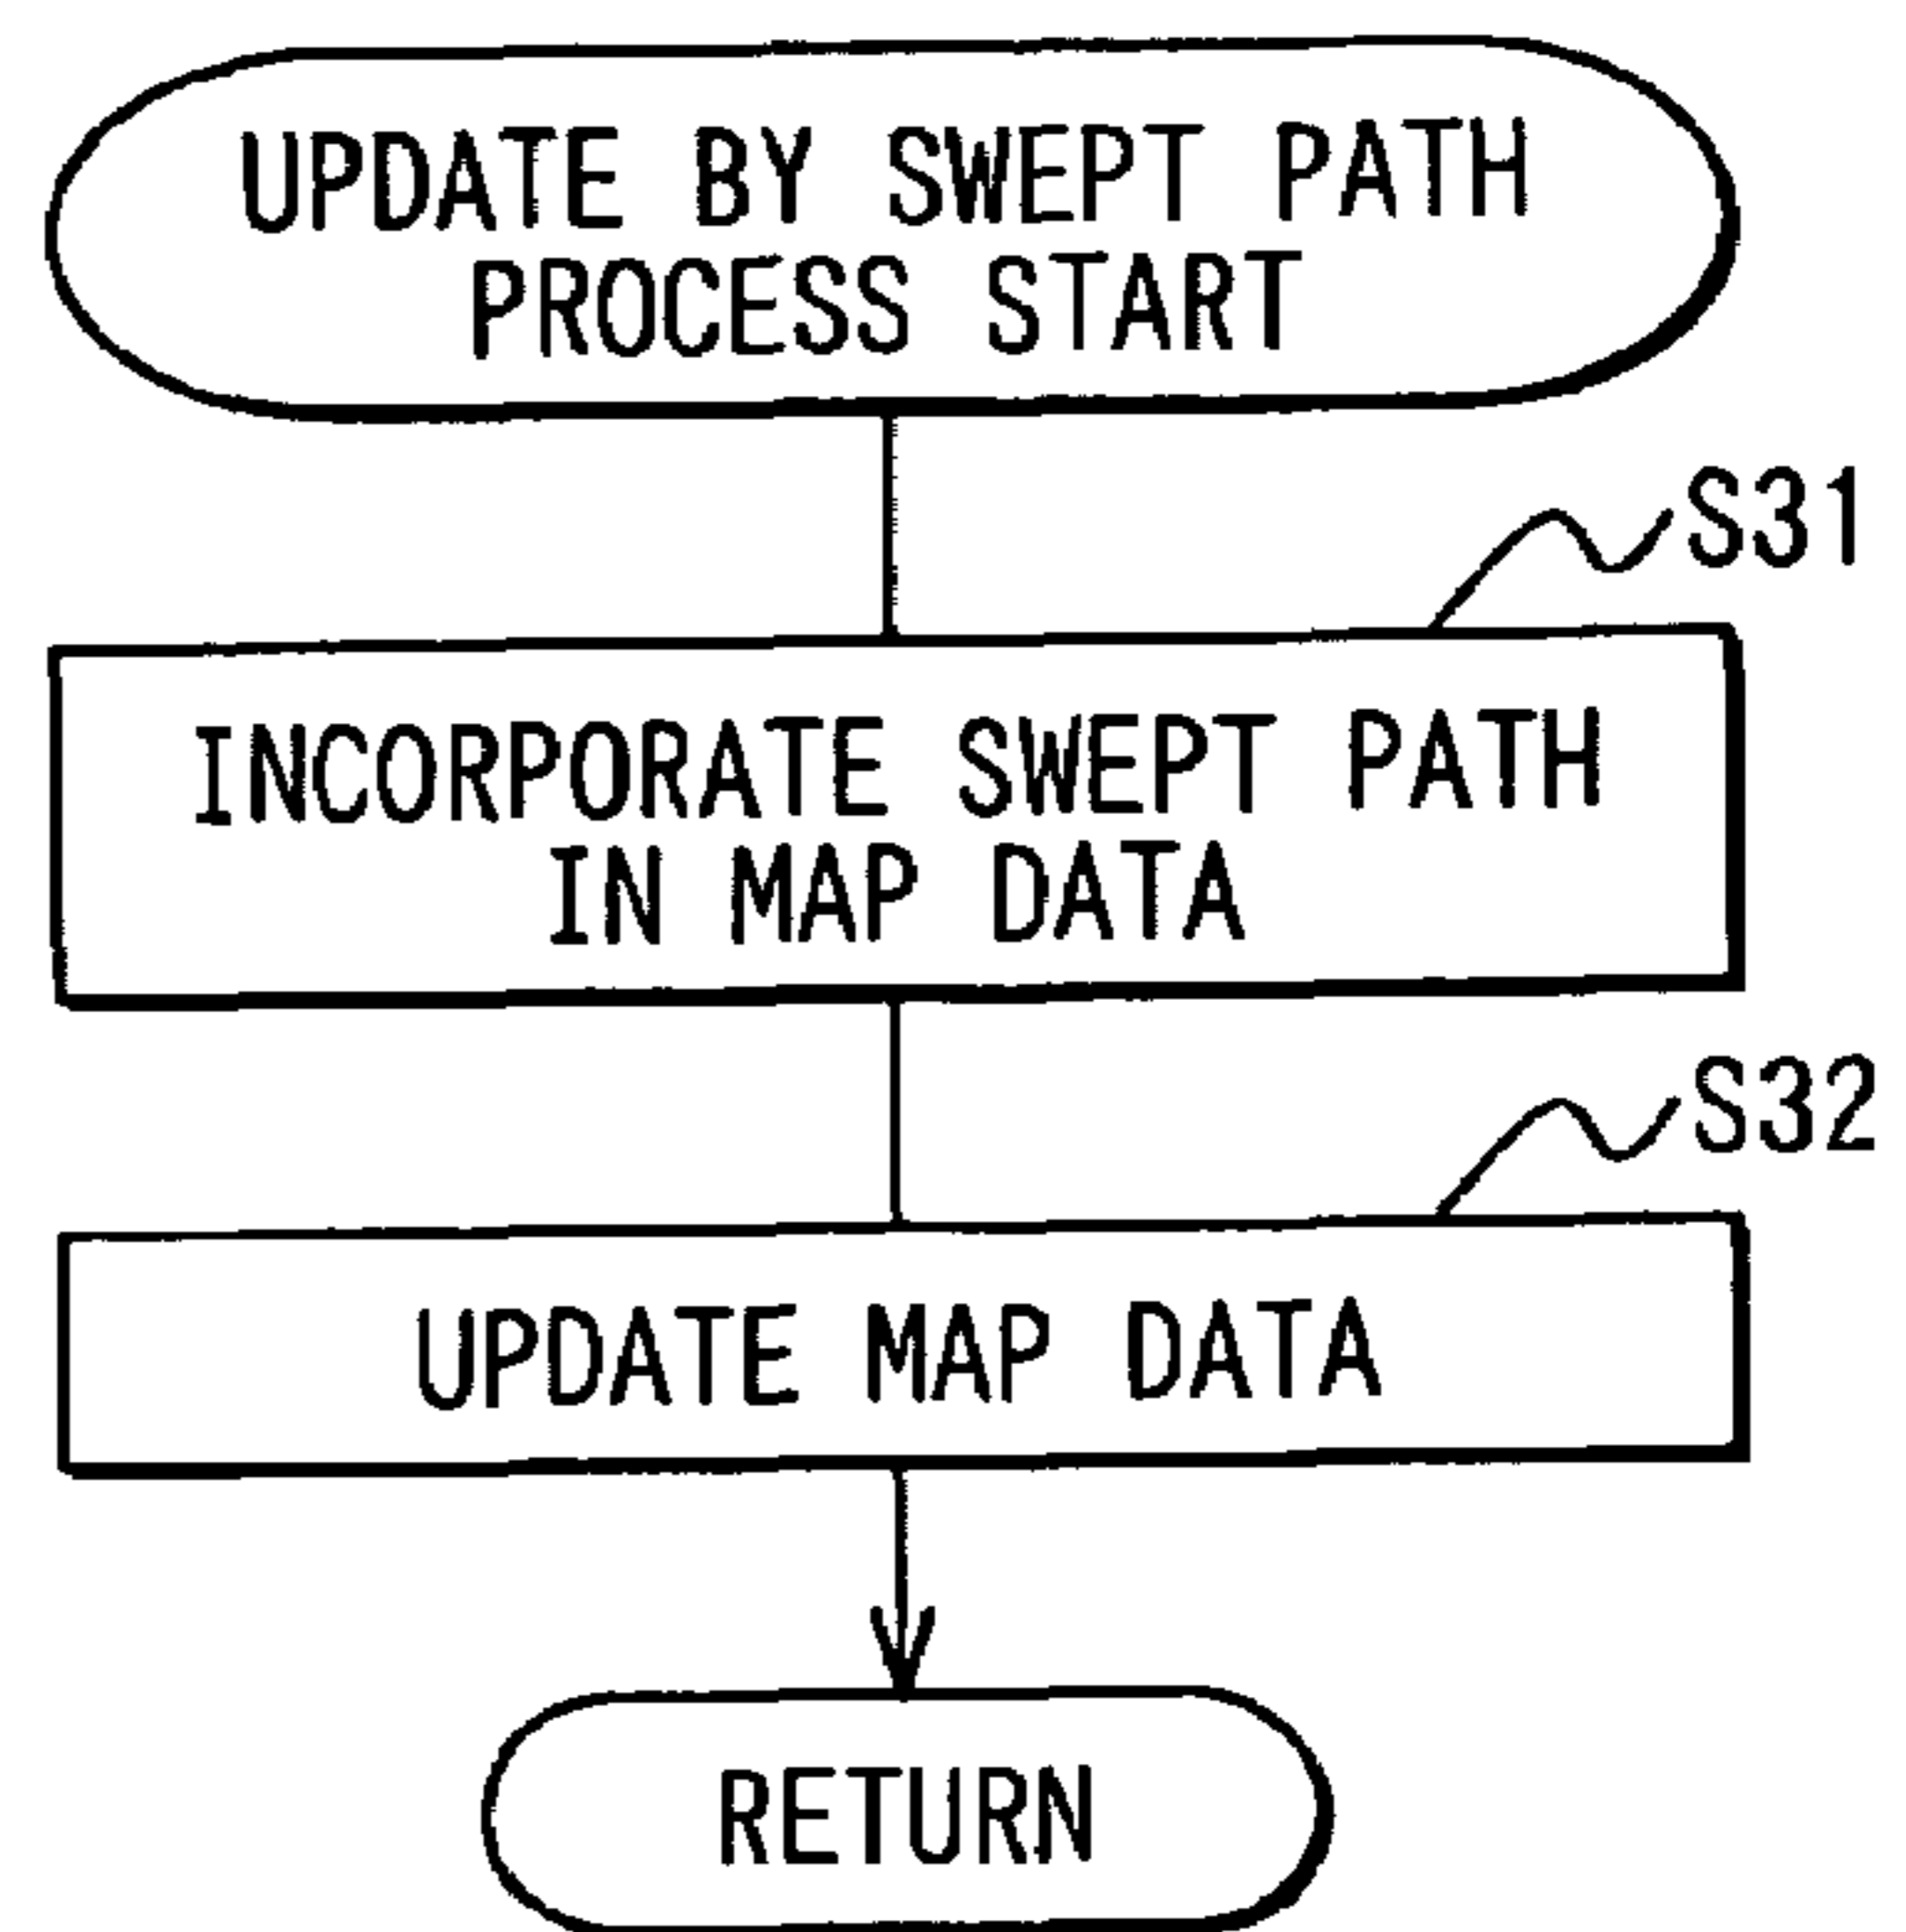 UPDATE BY SWEPT PATH
PROCESS START
S31
INCORPORATE SWEPT PATH
IN MAP DATA
S32
UPDATE MAP DATA
RETURN